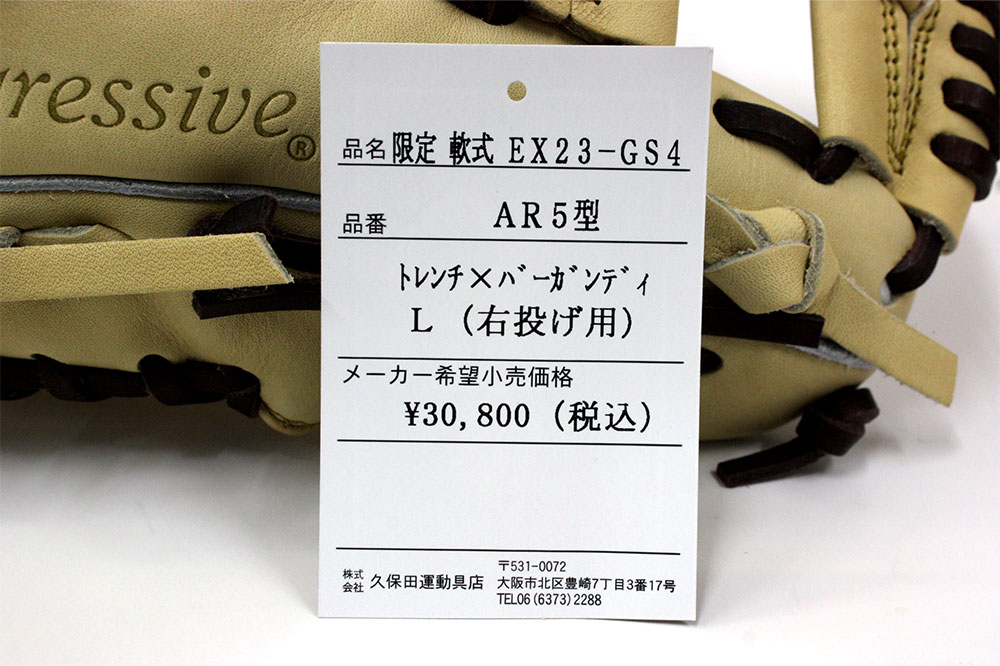 gressive®
品名 限定 軟式 EX23-GS4
品番 AR5型
ﾄﾚﾝﾁ×ﾊﾞｰｶﾞﾝﾃﾞｨ
L (右投げ用)
メーカー希望小売価格
¥30,800 (税込)
株式会社 久保田運動具店
〒531-0072
大阪市北区豊崎7丁目3番17号
TEL06(6373)2288